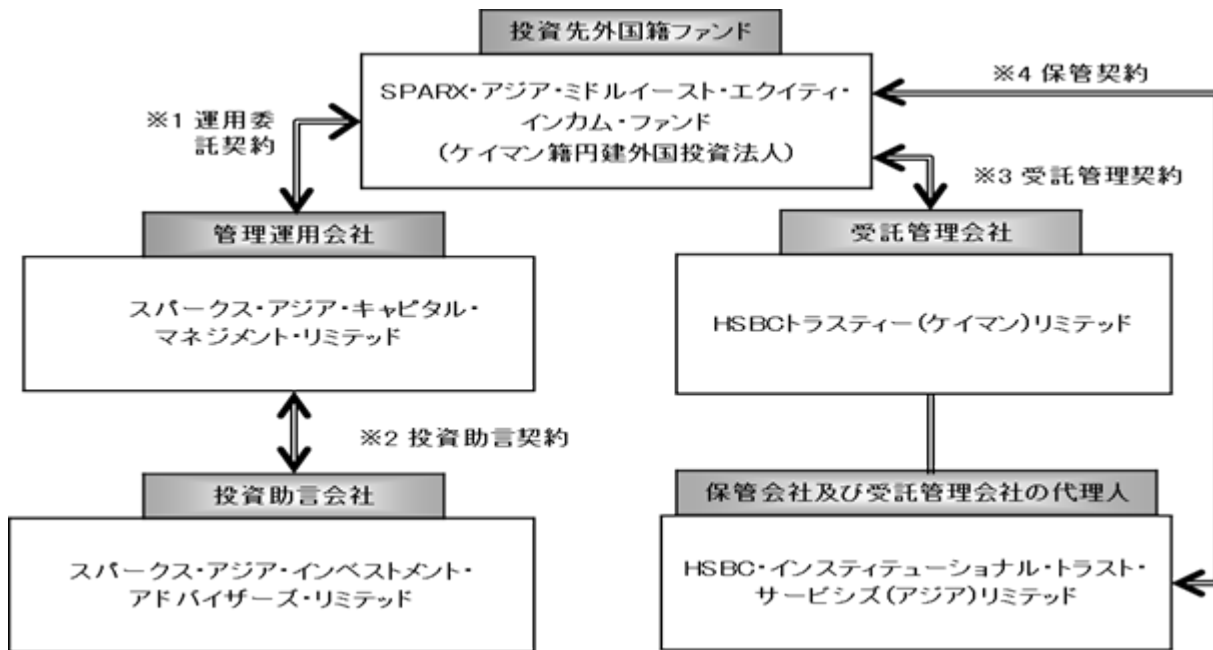 投資先外国籍ファンド
SPARX・アジア・ミドルイースト・エクイティ・
インカム・ファンド
(ケイマン籍円建外国投資法人)
※4 保管契約
※1 運用委
託契約
※3 受託管理契約
管理運用会社
スパークス・アジア・キャピタル・
マネジメント・リミテッド
受託管理会社
HSBCトラスティー(ケイマン)リミテッド
※2 投資助言契約
投資助言会社
スパークス・アジア・インベストメント・
アドバイザーズ・リミテッド
保管会社及び受託管理会社の代理人
HSBC・インスティテューショナル・トラスト・
サービシズ(アジア)リミテッド